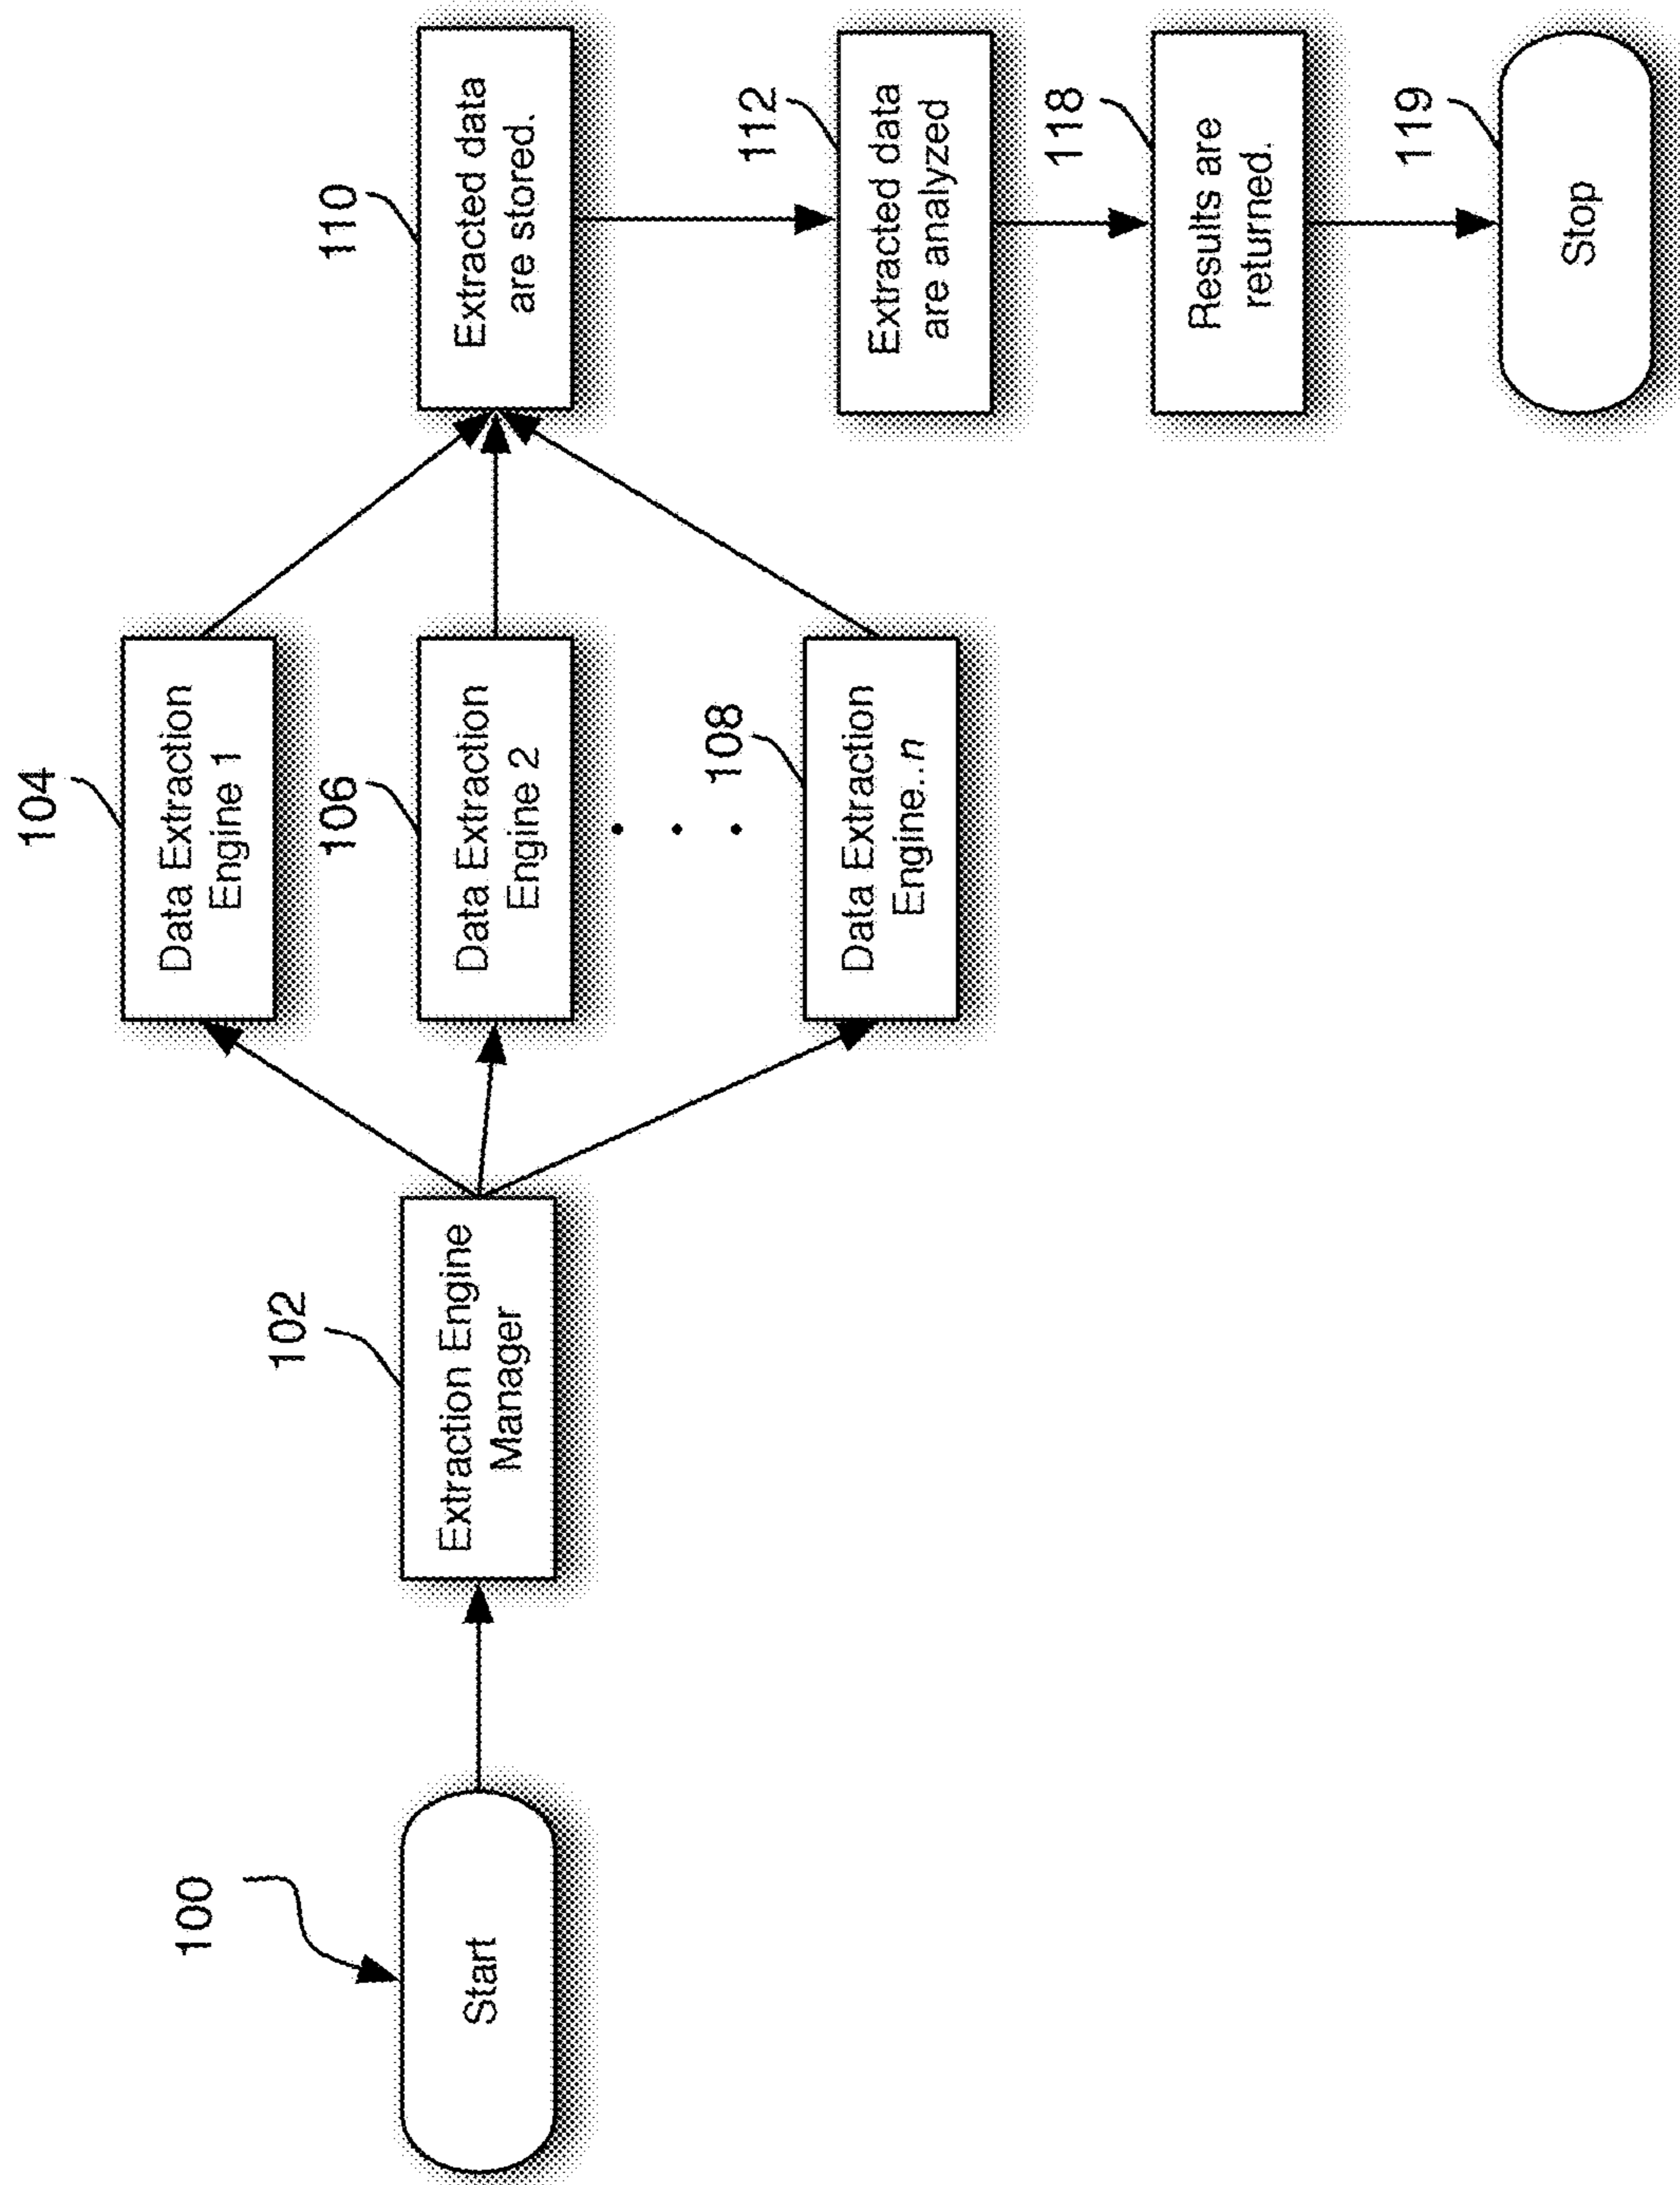 100
Start
102
Extraction Engine
Manager
104
Data Extraction
Engine 1
106
Data Extraction
Engine 2
108
Data Extraction
Engine..n
110
Extracted data
are stored.
112
Extracted data
are analyzed
118
Results are
returned.
119
Stop